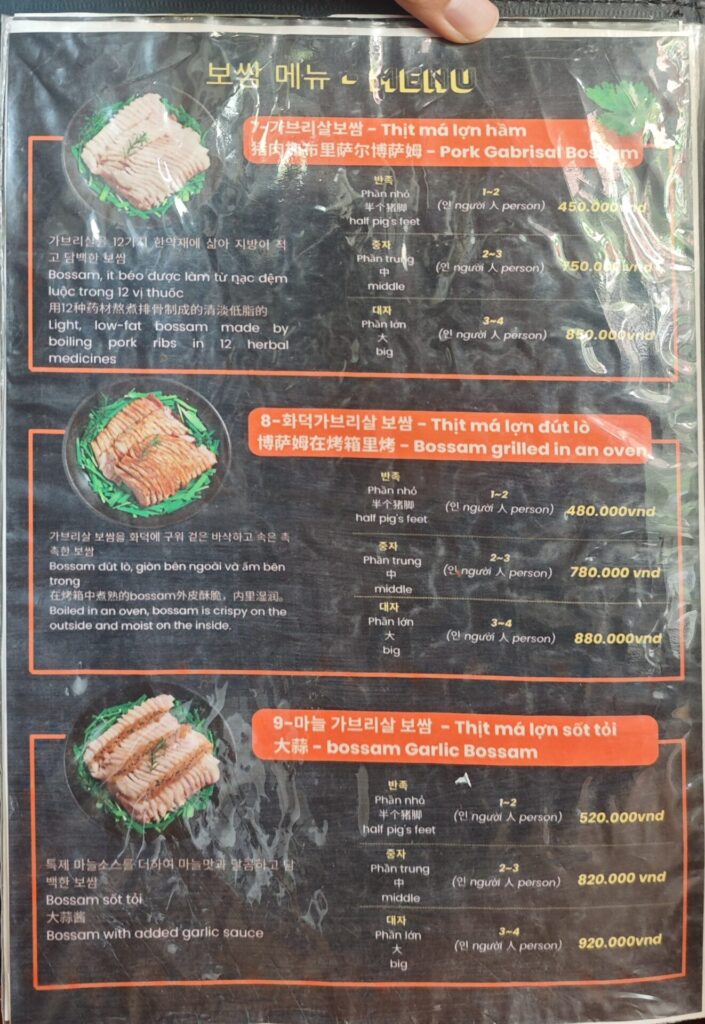 보쌈 메뉴 - MENU
7-가브리살보쌈 - Thịt má lợn hầm
猪肉 布里萨尔博萨姆 - Pork Gabrisal Bossam
반족
Phần nhỏ
半个猪脚
half pig's feet
1~2
(인 người 人 person)
450.000vnd
중자
Phần trung
中
middle
2~3
(인 người 人 person)
750.000vnd
대자
Phần lớn
大
big
3~4
(인 người 人 person)
850.000vnd
가브리살을 12가지 한약재에 삶아 지방이 적
고 담백한 보쌈
Bossam, ít béo được làm từ nạc dệm
luộc trong 12 vị thuốc
用12种药材熬煮排骨制成的清淡低脂的
Light, low-fat bossam made by
boiling pork ribs in 12 herbal
medicines
8-화덕가브리살 보쌈 - Thịt má lợn đút lò
博萨姆在烤箱里烤 - Bossam grilled in an oven
반족
Phần nhỏ
半个猪脚
half pig's feet
1~2
(인 người 人 person)
480.000vnd
중자
Phần trung
中
middle
2~3
(인 người 人 person)
780.000 vnd
대자
Phần lớn
大
big
3~4
(인 người 人 person)
880.000vnd
가브리살 보쌈을 화덕에 구워 겉은 바삭하고 속은 촉
촉한 보쌈
Bossam dút lò, giòn bên ngoài và ẩm bên
trong
在烤箱中煮熟的bossam外皮酥脆，内里湿润。
Boiled in an oven, bossam is crispy on the
outside and moist on the inside.
9-마늘 가브리살 보쌈 - Thịt má lợn sốt tỏi
大蒜 - bossam Garlic Bossam
반족
Phần nhỏ
半个猪脚
half pig's feet
1~2
(인 người 人 person)
520.000vnd
중자
Phần trung
中
middle
2~3
(인 người 人 person)
820.000 vnd
대자
Phần lớn
大
big
3~4
(인 người 人 person)
920.000vnd
특제 마늘소스를 더하여 마늘맛과 달콤하고 담
백한 보쌈
Bossam sốt tỏi
大蒜酱
Bossam with added garlic sauce